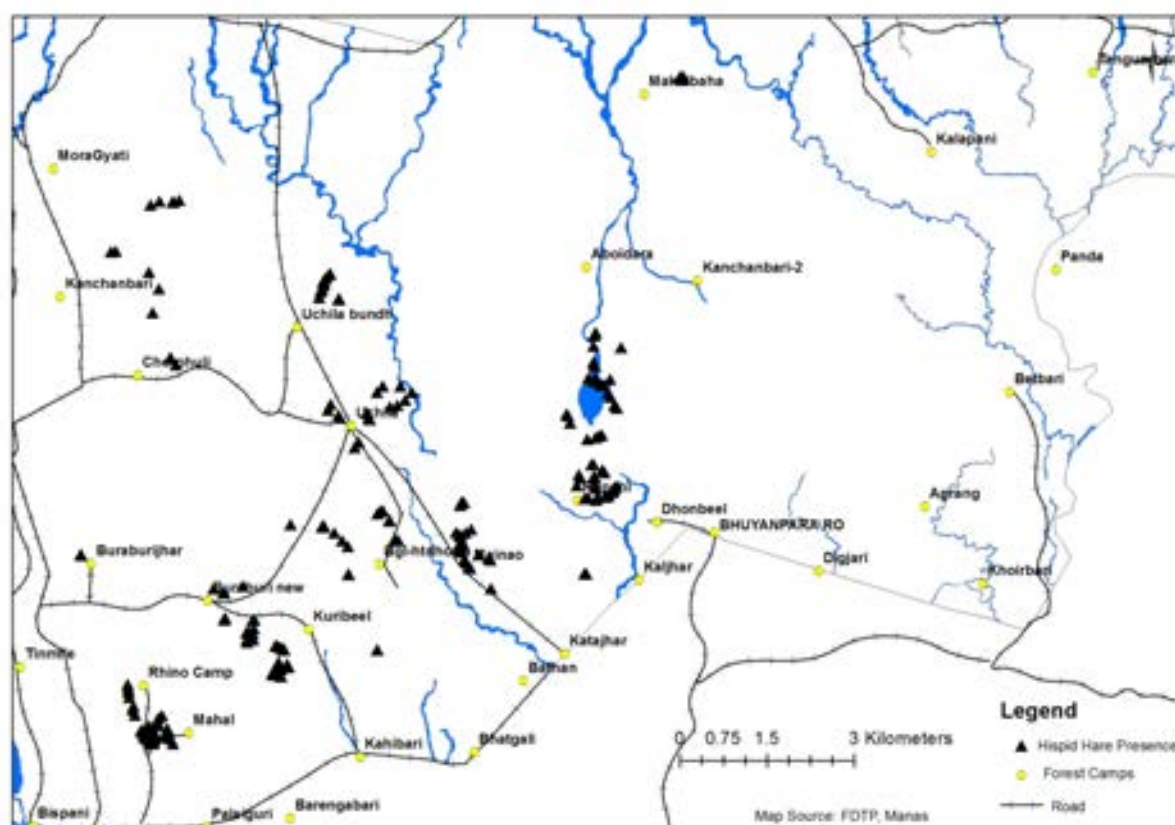 Kalapani
MoraGyati
Aboidara
Kanchanbari-2
Panda
Kanchanbari
Uchila bundh
Betbari
Agrang
Dhonbeel
BHUYANPARA RO
Buraburijhar
Digjari
Kaljhar
Khoirbari
new
Kuribeel
Katajhar
Rhino Camp
Mahal
Kahibari
Bhatgali
Bispani
Palsiguri
Barengabari
0 0.75 1.5 3 Kilometers
Legend
Hispid Hare Presence
Forest Camps
Road
Map Source: FDTP, Manas